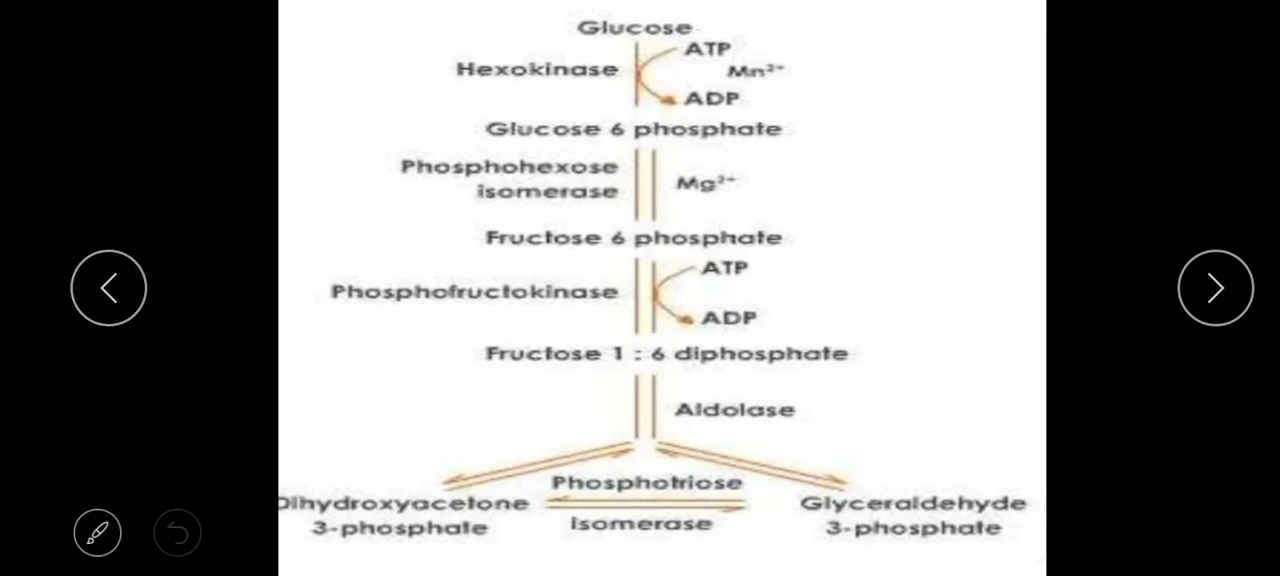 Glucose
ATP
Hexokinase
Mn²⁺
ADP
Glucose 6 phosphate
Phosphohexose
isomerase
Mg²⁺
Fructose 6 phosphate
ATP
Phosphofructokinase
ADP
Fructose 1 : 6 diphosphate
Aldolase
Phosphotriose
Isomerase
Dihydroxyacetone
3-phosphate
Glyceraldehyde
3-phosphate